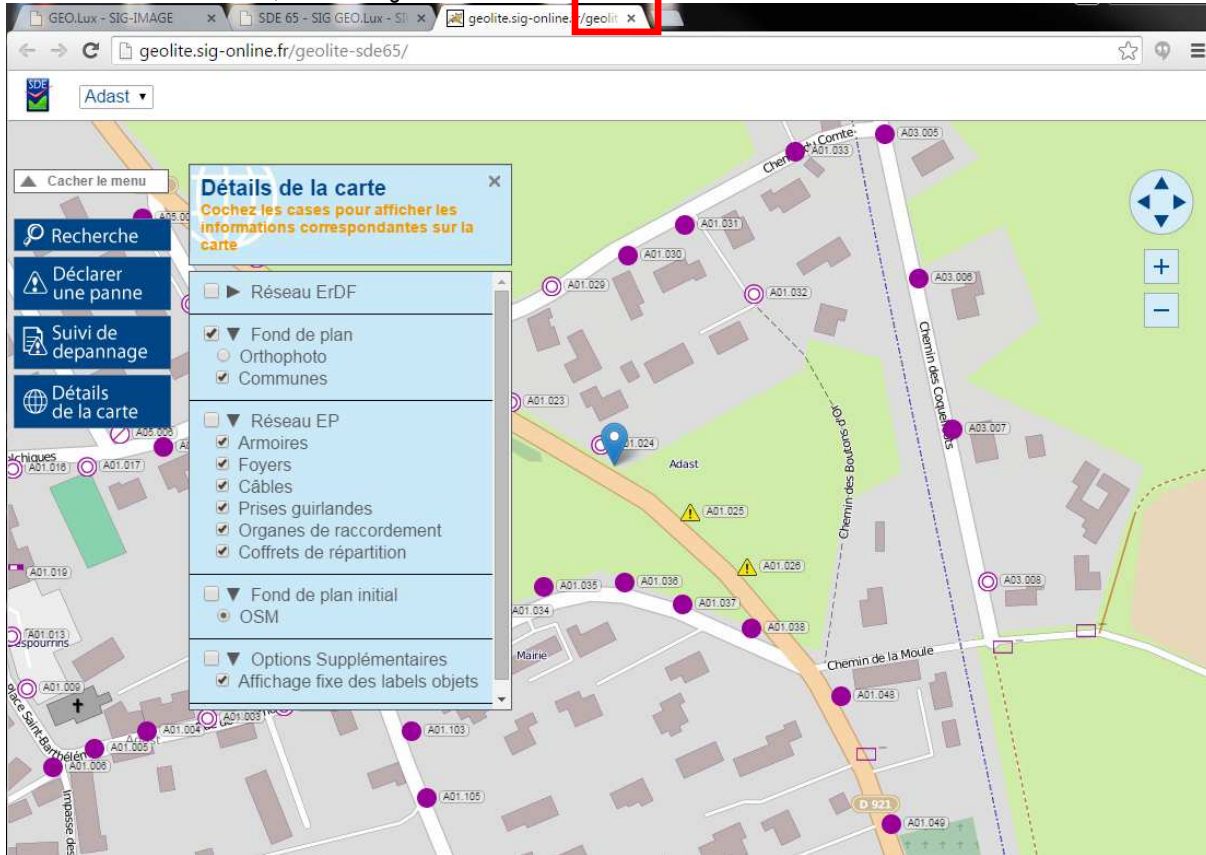 GEO.Lux - SIG-IMAGE
SDE 65 - SIG GEO.Lux - SI
geolite.sig-online.fr/geolit
geolite.sig-online.fr/geolite-sde65/
SDE
Adast
Cacher le menu
Recherche
Déclarer
une panne
Suivi de
depannage
Détails
de la carte
Détails de la carte
Cochez les cases pour afficher les
informations correspondantes sur la
carte
Réseau ErDF
Fond de plan
Orthophoto
Communes
Réseau EP
Armoires
Foyers
Câbles
Prises guirlandes
Organes de raccordement
Coffrets de répartition
Fond de plan initial
OSM
Options Supplémentaires
Affichage fixe des labels objets
A03.005
A01.033
A01.031
A01.030
A01.029
A01.032
A03.006
A01.023
A03.007
A01.024
Adast
A01.016
A01.017
A01.025
A01.026
A01.019
A01.035
A01.036
A03.008
A01.034
A01.037
A01.038
A01.013
Mairie
Chemin de la Moule
A01.009
A01.048
A01.003
A01.004
A01.005
A01.103
A01.006
A01.105
D 921
A01.049
Chemin des Boutons d'Or
Place Saint-Barthélém
Impasse des